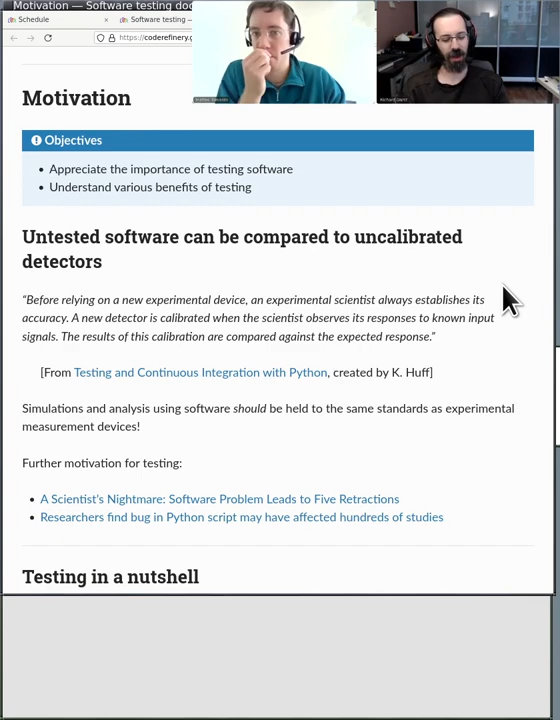 Motivation — Software testing doc
Schedule
×
Software testing —
https://coderefinery.g
Motivation
Objectives
• Appreciate the importance of testing software
• Understand various benefits of testing
Untested software can be compared to uncalibrated
detectors
“Before relying on a new experimental device, an experimental scientist always establishes its
accuracy. A new detector is calibrated when the scientist observes its responses to known input
signals. The results of this calibration are compared against the expected response.”
[From Testing and Continuous Integration with Python, created by K. Huff]
Simulations and analysis using software should be held to the same standards as experimental
measurement devices!
Further motivation for testing:
• A Scientist’s Nightmare: Software Problem Leads to Five Retractions
• Researchers find bug in Python script may have affected hundreds of studies
Testing in a nutshell